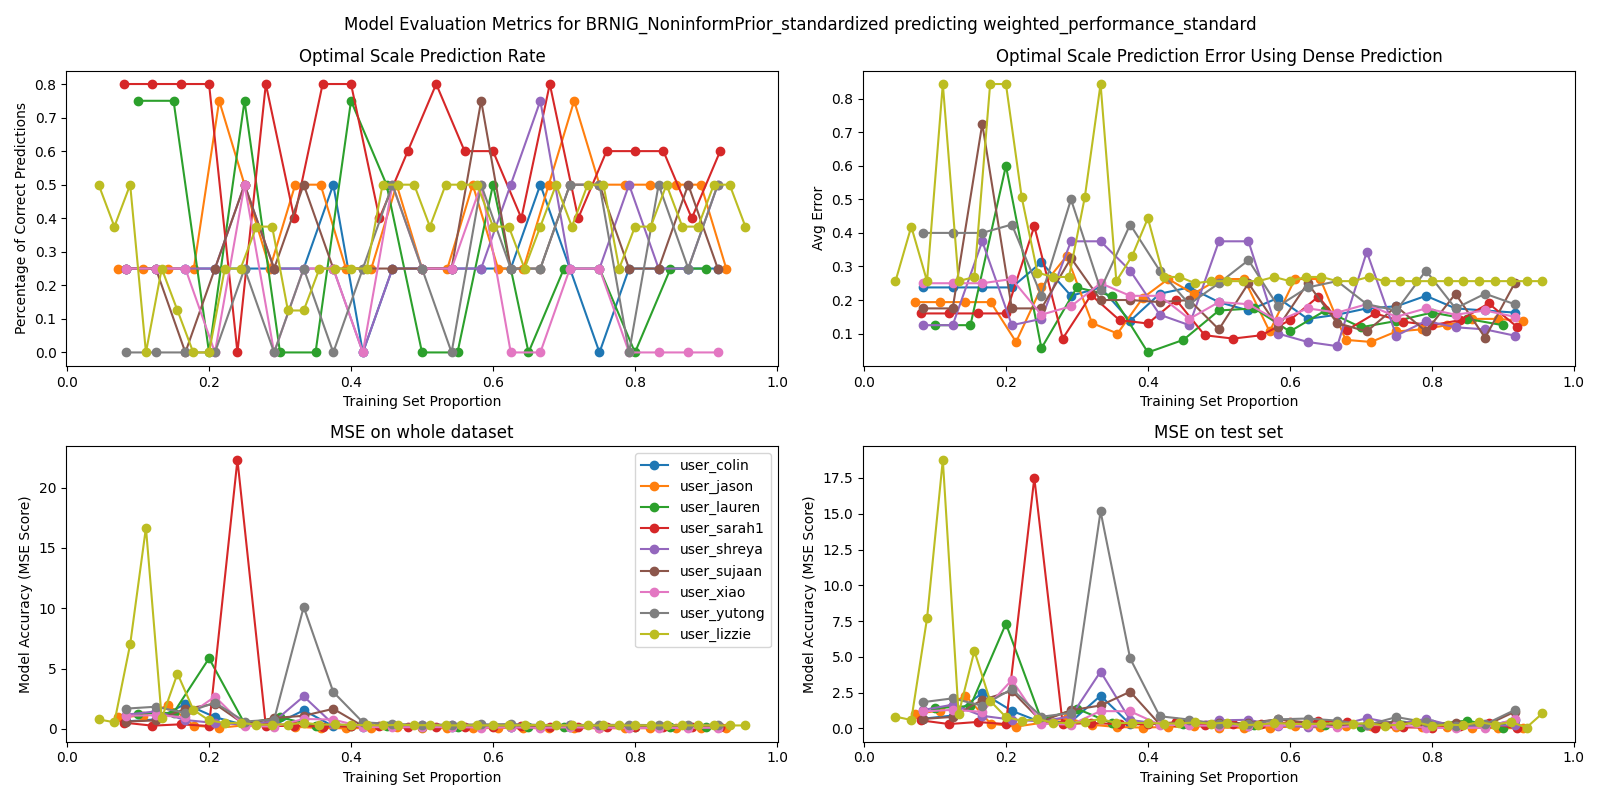 Model Evaluation Metrics for BRNIG_NoninformPrior_standardized predicting weighted_performance_standard
Optimal Scale Prediction Rate
Percentage of Correct Predictions
0.8
0.7
0.6
0.5
0.4
0.3
0.2
0.1
0.0
0.0 0.2 0.4 0.6 0.8 1.0
Training Set Proportion
Optimal Scale Prediction Error Using Dense Prediction
Avg Error
0.8
0.7
0.6
0.5
0.4
0.3
0.2
0.1
0.0 0.2 0.4 0.6 0.8 1.0
Training Set Proportion
MSE on whole dataset
Model Accuracy (MSE Score)
20
15
10
5
0
0.0 0.2 0.4 0.6 0.8 1.0
Training Set Proportion
user_colin
user_jason
user_lauren
user_sarah1
user_shreya
user_sujaan
user_xiao
user_yutong
user_lizzie
MSE on test set
Model Accuracy (MSE Score)
17.5
15.0
12.5
10.0
7.5
5.0
2.5
0.0
0.0 0.2 0.4 0.6 0.8 1.0
Training Set Proportion